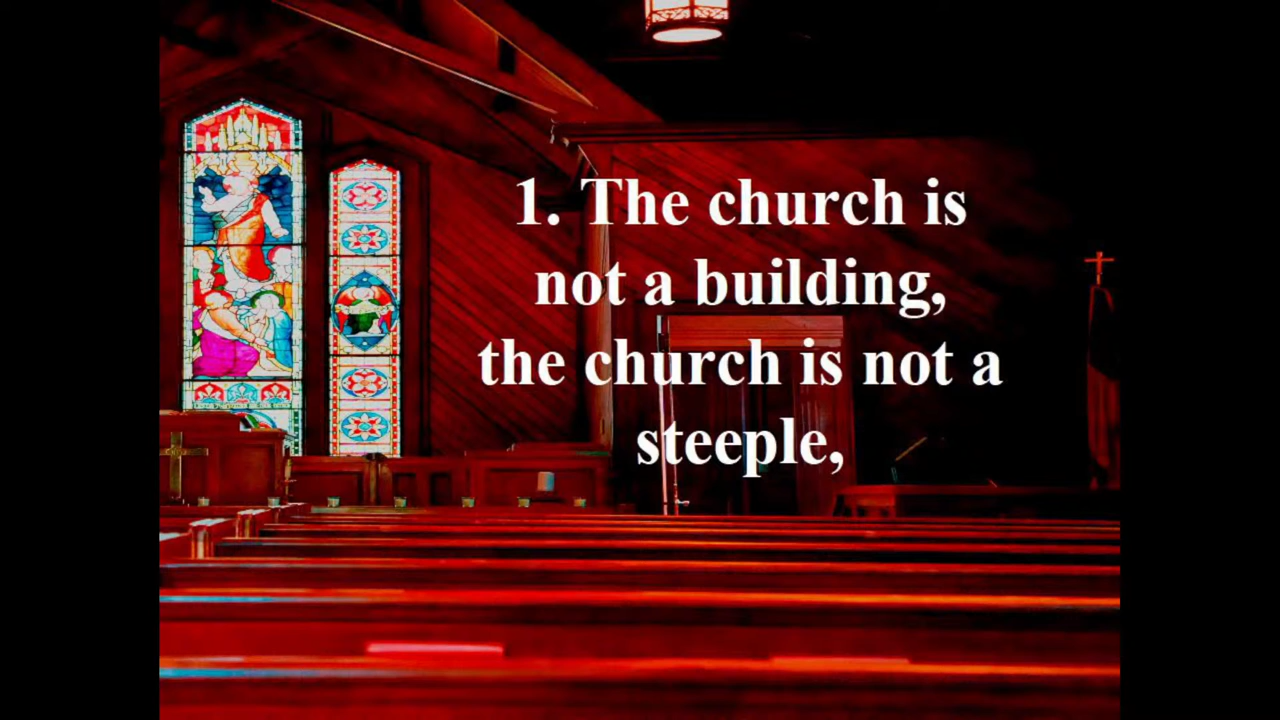 1. The church is
not a building,
the church is not a
steeple,